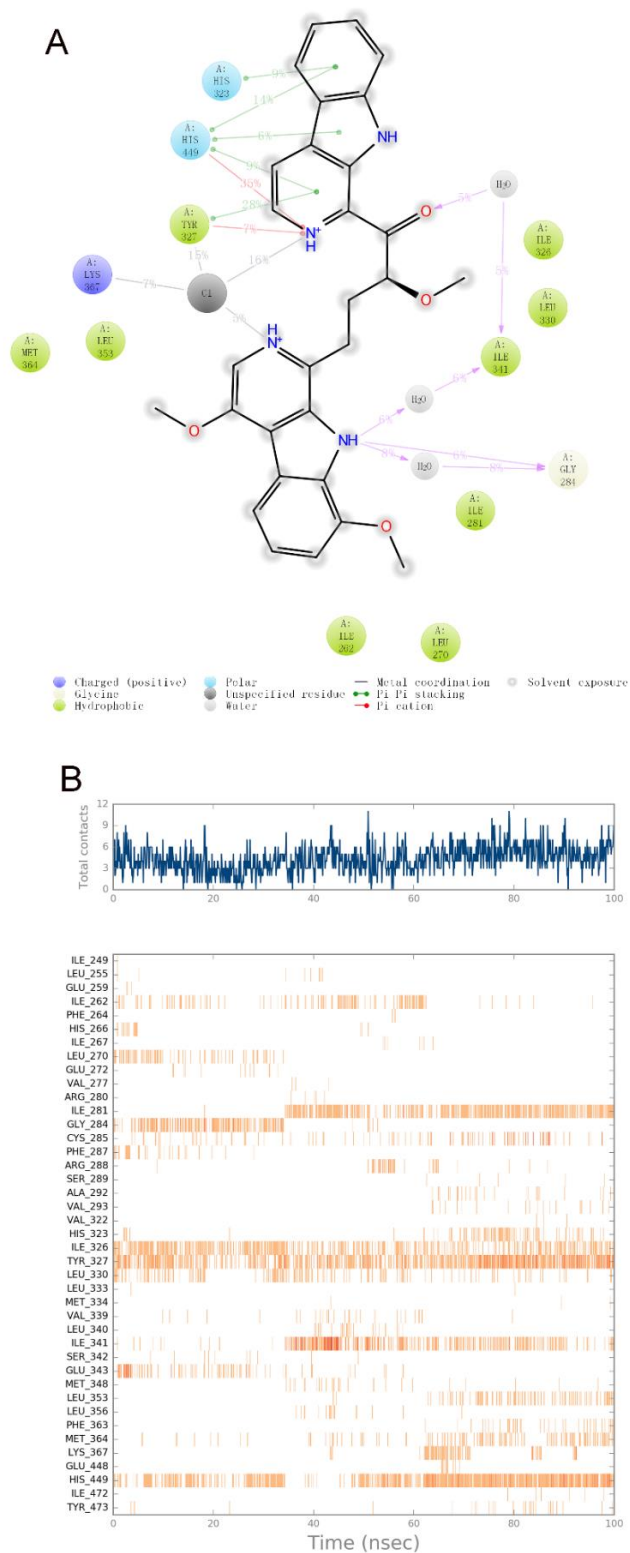 A
A:
HIS
323
9%
14%
A:
HIS
449
6%
NH
9%
35%
28%
H₂O
5%
O
A:
TYR
327
7%
N+
H
A:
ILE
326
15%
16%
5%
A:
LYS
367
7%
Cl
O
A:
LEU
330
A:
MET
364
A:
LEU
353
5%
H
N+
A:
ILE
341
6%
H₂O
6%
O
NH
6%
8%
H₂O
8%
A:
GLY
284
O
A:
ILE
281
A:
ILE
262
A:
LEU
270
Charged (positive)
Glycine
Hydrophobic
Polar
Unspecified residue
Water
Metal coordination
Pi Pi stacking
Pi cation
Solvent exposure
B
Total contacts
12
9
6
3
0
0 20 40 60 80 100
ILE_249
LEU_255
GLU_259
ILE_262
PHE_264
HIS_266
ILE_267
LEU_270
GLU_272
VAL_277
ARG_280
ILE_281
GLY_284
CYS_285
PHE_287
ARG_288
SER_289
ALA_292
VAL_293
VAL_322
HIS_323
ILE_326
TYR_327
LEU_330
LEU_333
MET_334
VAL_339
LEU_340
ILE_341
SER_342
GLU_343
MET_348
LEU_353
LEU_356
PHE_363
MET_364
LYS_367
GLU_448
HIS_449
ILE_472
TYR_473
0 20 40 60 80 100
Time (nsec)